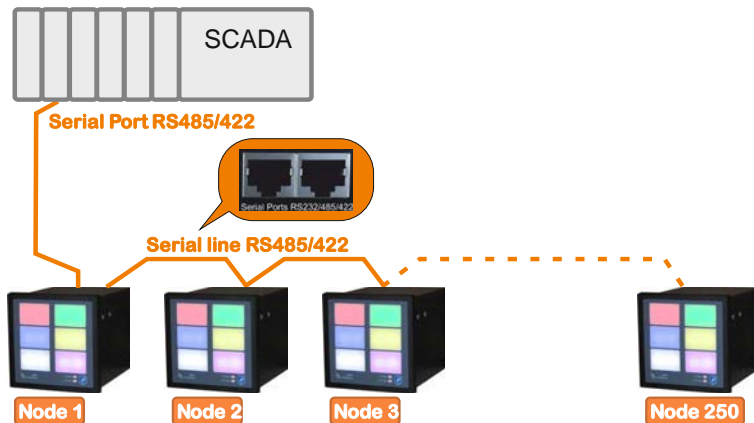 SCADA
Serial Port RS485/422
Serial Ports RS232/485/422
Serial line RS485/422
Node 1
Node 2
Node 3
Node 250